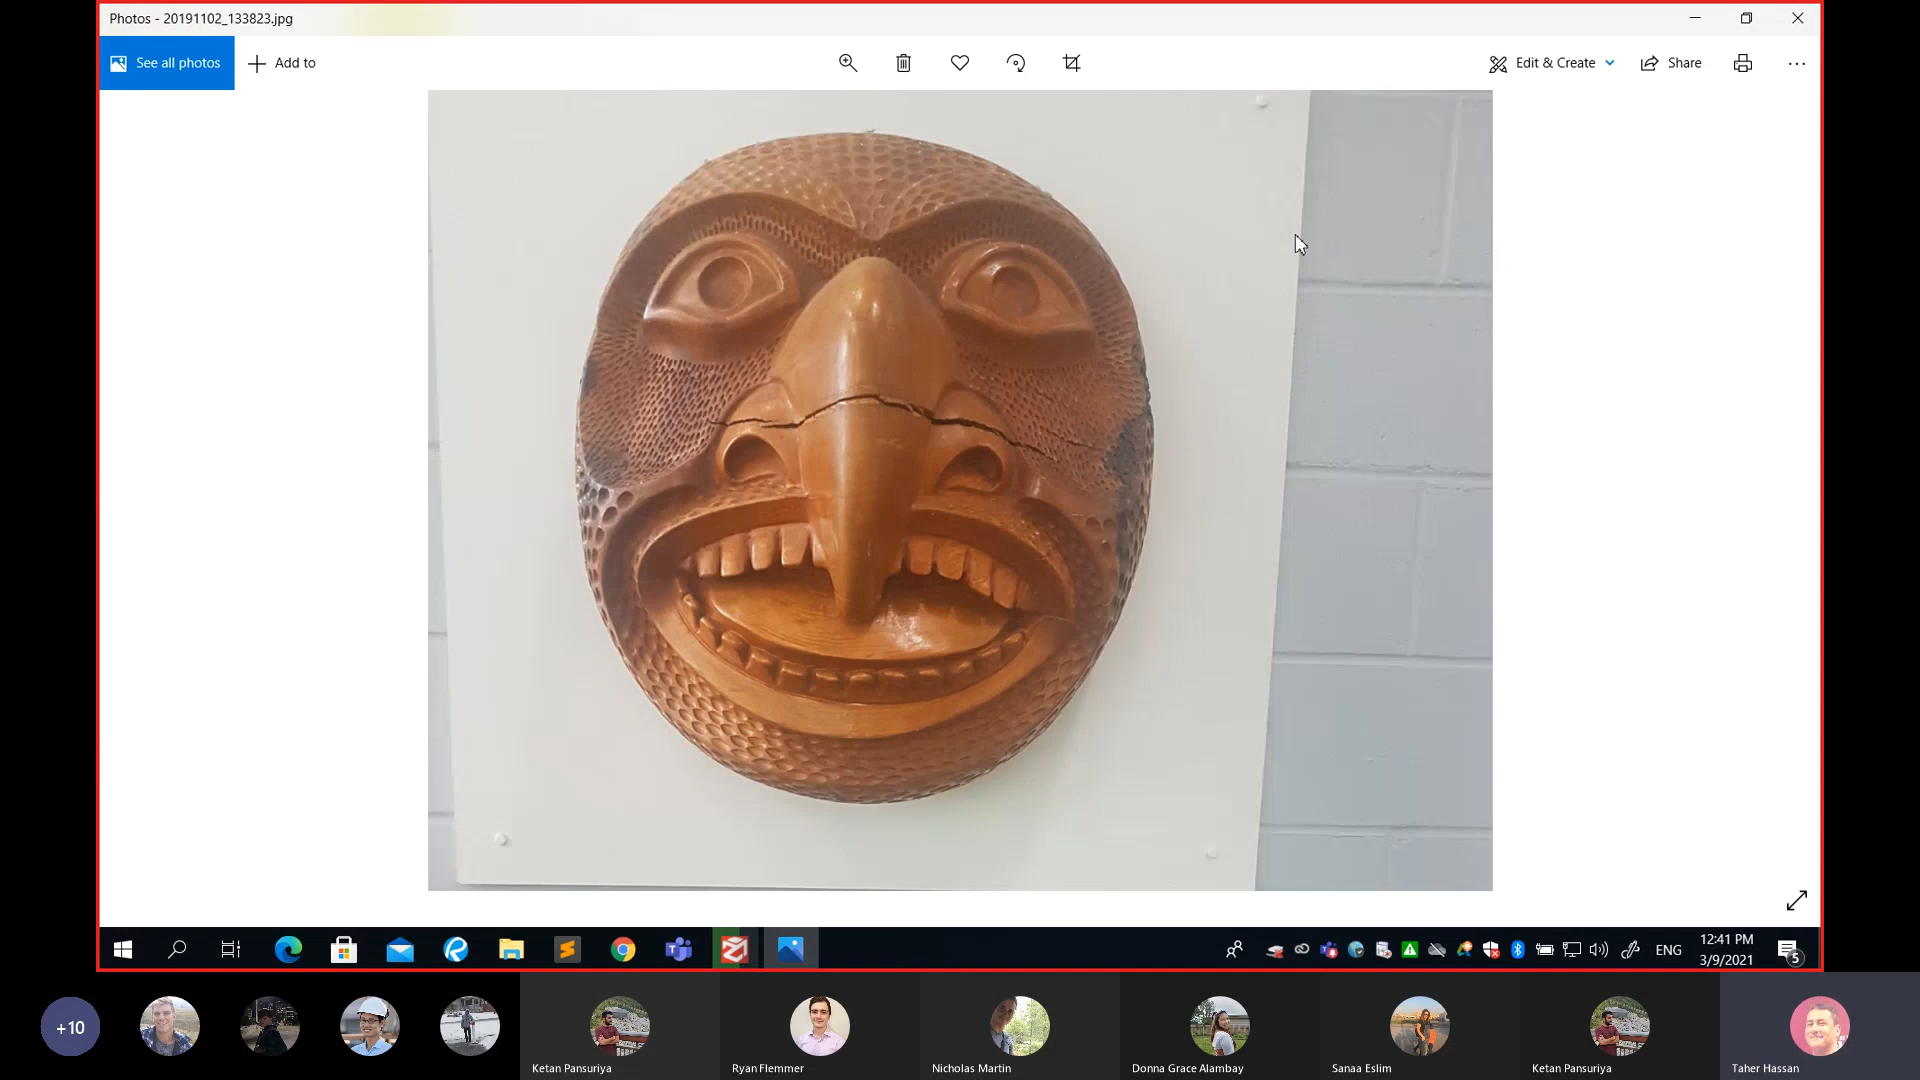 Photos - 20191102_133823.jpg
See all photos
Add to
Edit & Create
Share
ENG
12:41 PM
3/9/2021
5
+10
Ketan Pansuriya
Ryan Flemmer
Nicholas Martin
Donna Grace Alambay
Sanaa Eslim
Ketan Pansuriya
Taher Hassan